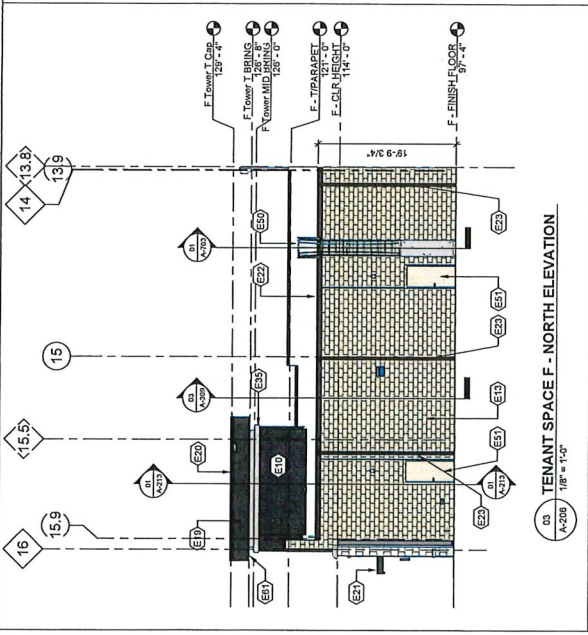 16
15.9
15.5
15
14
13.9
13.8
F Tower T Cap
129' - 4"
F Tower T BRING
126' - 8"
F Tower MID BRING
126' - 0"
F - T/PARAPET
121' - 0"
F - CLR HEIGHT
114' - 0"
F - FINISH FLOOR
97' - 4"
19'-9 3/4"
E19
E20
01
A-213
03
A-309
01
A-703
E35
E22
E50
E61
E10
E21
E23
01
A-213
E51
E13
E23
E51
E23
03
A-206
TENANT SPACE F - NORTH ELEVATION
1/8" = 1'-0"